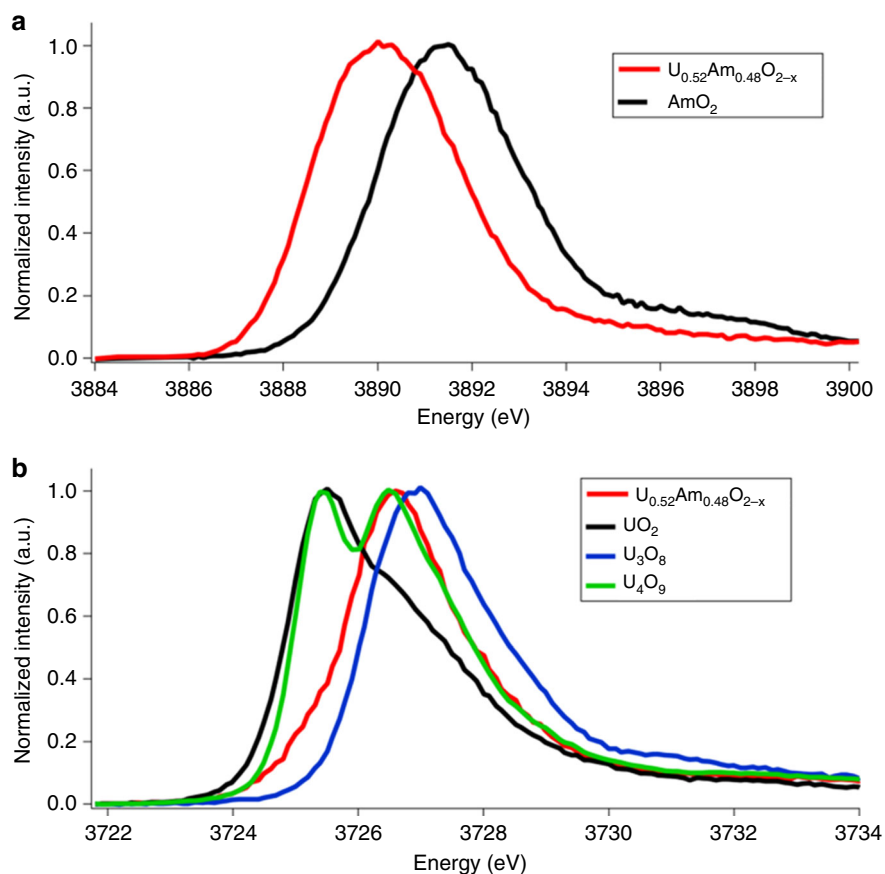 a
Normalized intensity (a.u.)
1.0
0.8
0.6
0.4
0.2
0.0
U0.52Am0.48O2–x
AmO2
3884 3886 3888 3890 3892 3894 3896 3898 3900
Energy (eV)
b
Normalized intensity (a.u.)
1.0
0.8
0.6
0.4
0.2
0.0
U0.52Am0.48O2–x
UO2
U3O8
U4O9
3722 3724 3726 3728 3730 3732 3734
Energy (eV)